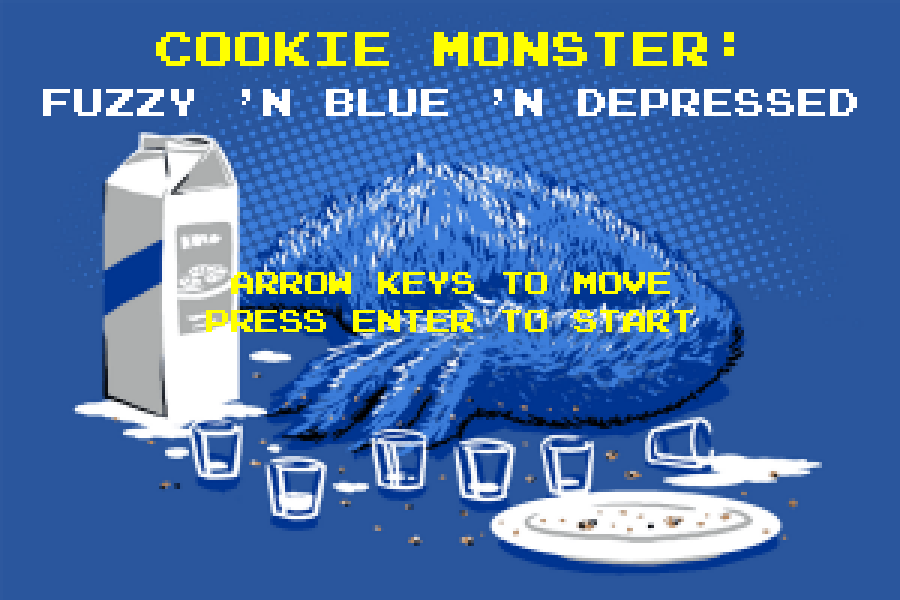 COOKIE MONSTER:
FUZZY 'N BLUE 'N DEPRESSED
ARROW KEYS TO MOVE
PRESS ENTER TO START